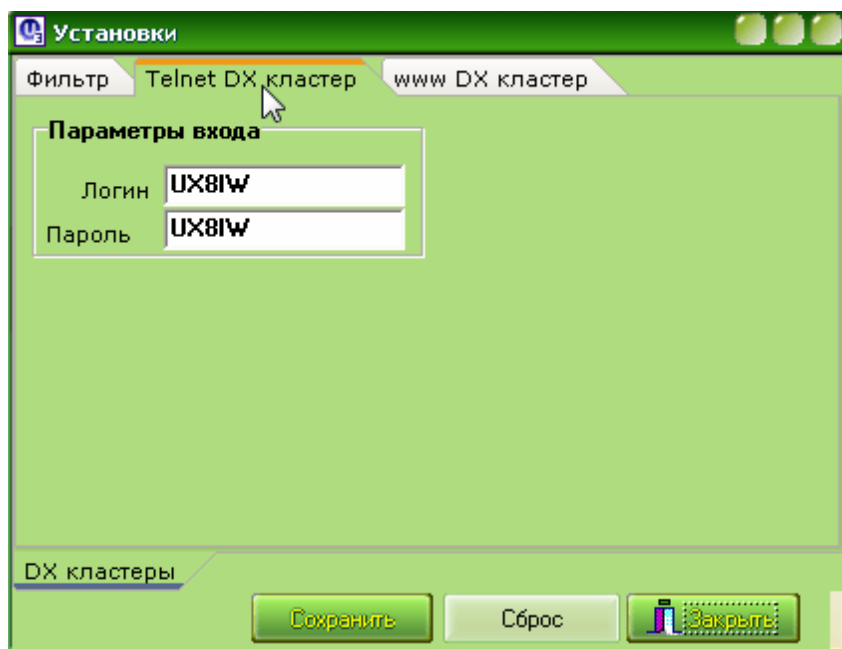 Установки
Фильтр Telnet DX кластер www DX кластер
Параметры входа
Логин UX8IW
Пароль UX8IW
DX кластеры
Сохранить Сброс Закрыть